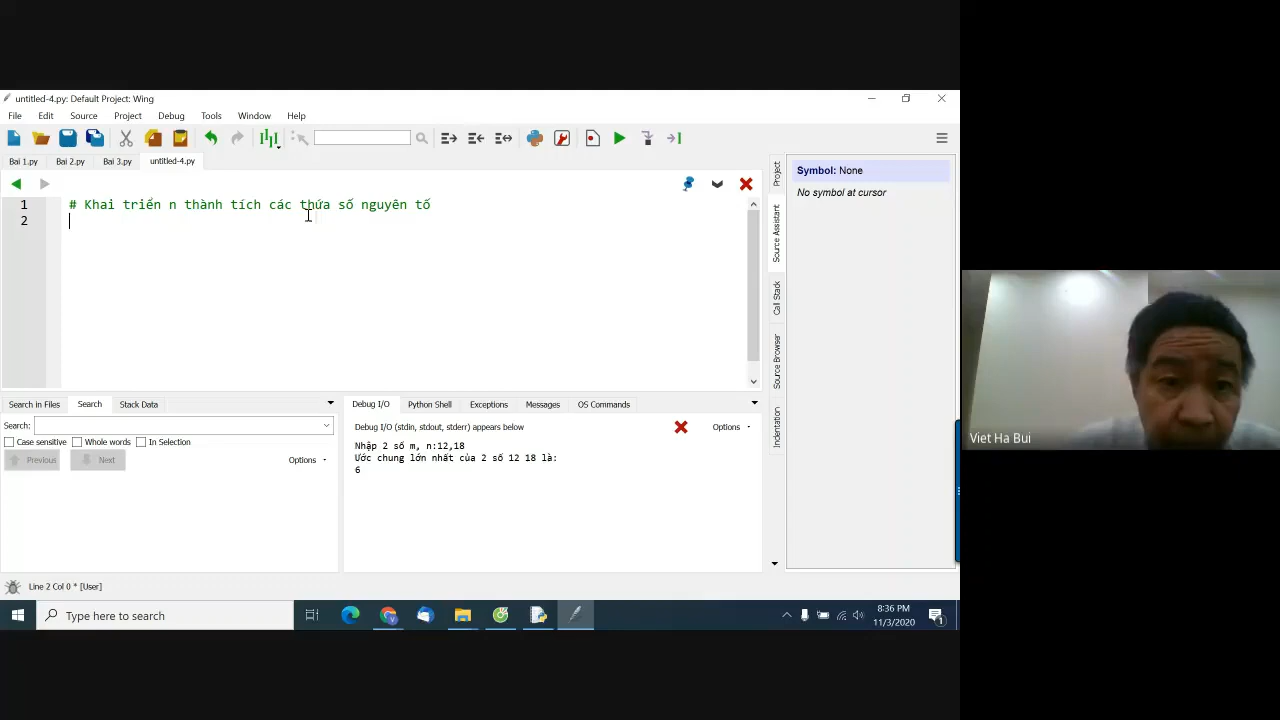 untitled-4.py: Default Project: Wing
File Edit Source Project Debug Tools Window Help
Bai 1.py Bai 2.py Bai 3.py untitled-4.py
1 # Khai triển n thành tích các thứa số nguyên tố
2
Project
Source Assistant
Call Stack
Source Browser
Indentation
Symbol: None
No symbol at cursor
Search in Files Search Stack Data
Search:
Case sensitive Whole words In Selection
Previous Next Options
Debug I/O Python Shell Exceptions Messages OS Commands
Debug I/O (stdin, stdout, stderr) appears below Options
Nhập 2 số m, n:12,18
Ước chung lớn nhất của 2 số 12 18 là:
6
Line 2 Col 0 * [User]
Type here to search
8:36 PM
11/3/2020
1
Viet Ha Bui